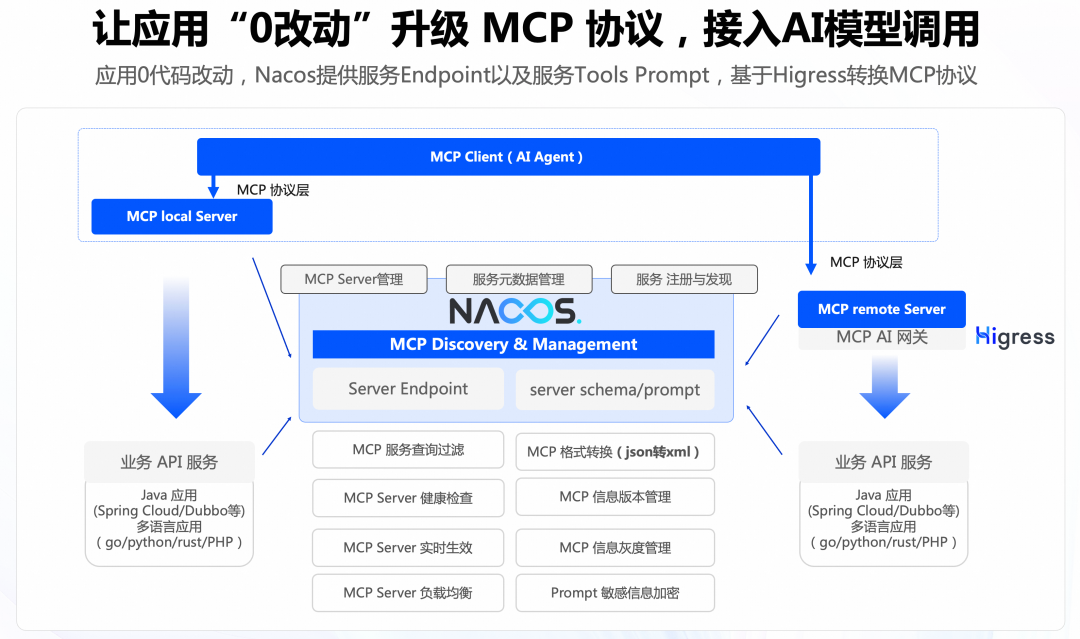 让应用“0改动”升级 MCP 协议，接入AI模型调用
应用0代码改动，Nacos提供服务Endpoint以及服务Tools Prompt，基于Higress转换MCP协议
MCP Client（AI Agent）
MCP 协议层
MCP local Server
MCP 协议层
MCP Server管理
服务元数据管理
服务 注册与发现
NACOS.
MCP remote Server
MCP AI 网关
Higress
MCP Discovery & Management
Server Endpoint
server schema/prompt
业务 API 服务
Java 应用
(Spring Cloud/Dubbo等)
多语言应用
（go/python/rust/PHP）
MCP 服务查询过滤
MCP 格式转换（json转xml）
MCP Server 健康检查
MCP 信息版本管理
MCP Server 实时生效
MCP 信息灰度管理
MCP Server 负载均衡
Prompt 敏感信息加密
业务 API 服务
Java 应用
(Spring Cloud/Dubbo等)
多语言应用
（go/python/rust/PHP）